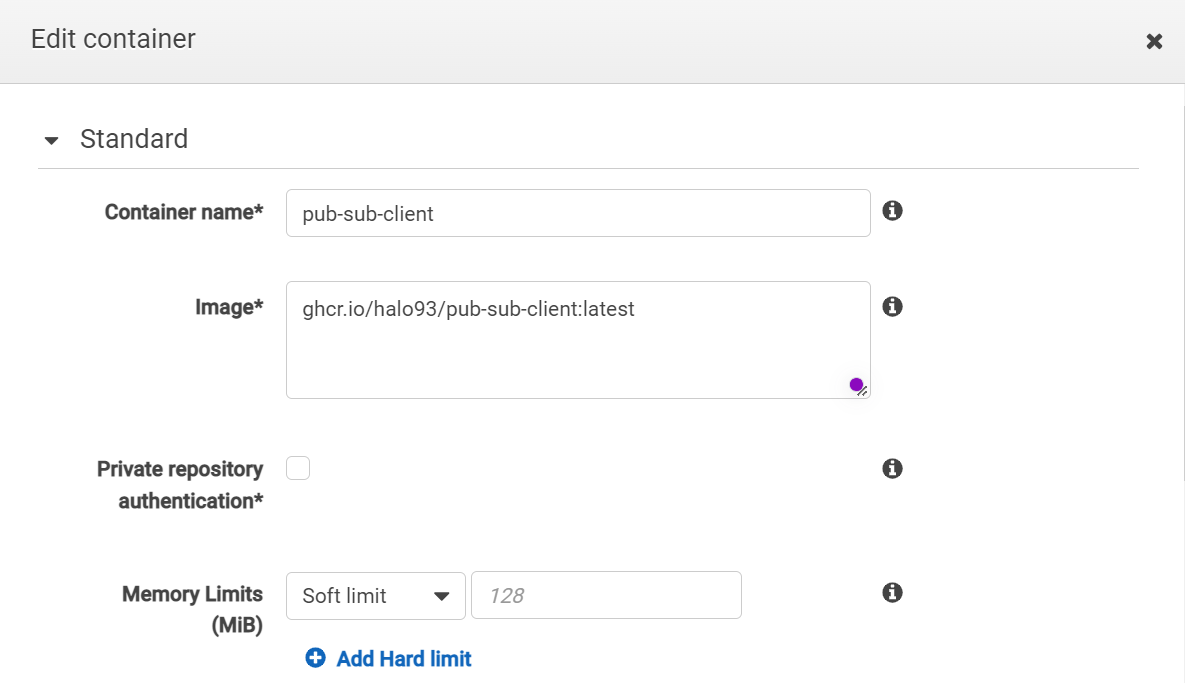 Edit container
Standard
Container name*
pub-sub-client
Image*
ghcr.io/halo93/pub-sub-client:latest
Private repository
authentication*
Memory Limits
(MiB)
Soft limit
128
Add Hard limit